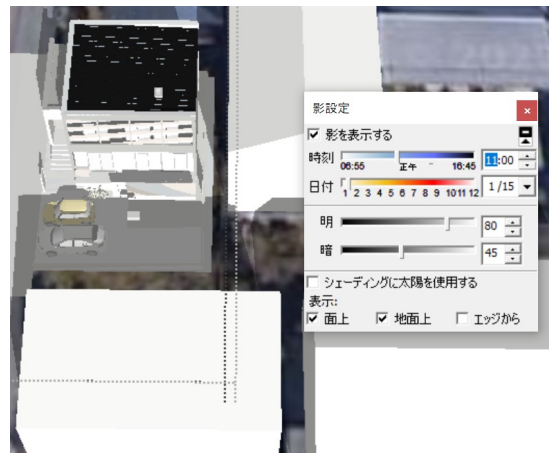 影設定
影を表示する
時刻 06:55 正午 16:45 11:00
日付 1 2 3 4 5 6 7 8 9 10 11 12 1/15
明 80
暗 45
シェーディングに太陽を使用する
表示:
面上 地面上 エッジから